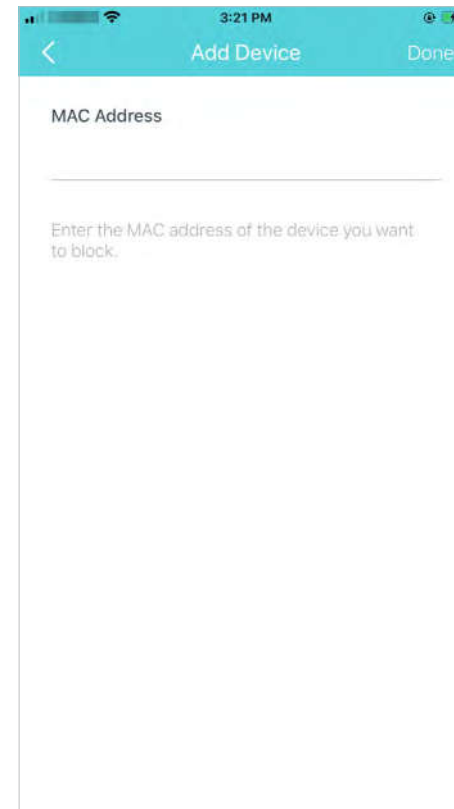 3:21 PM
Add Device
Done
MAC Address
Enter the MAC address of the device you want
to block.